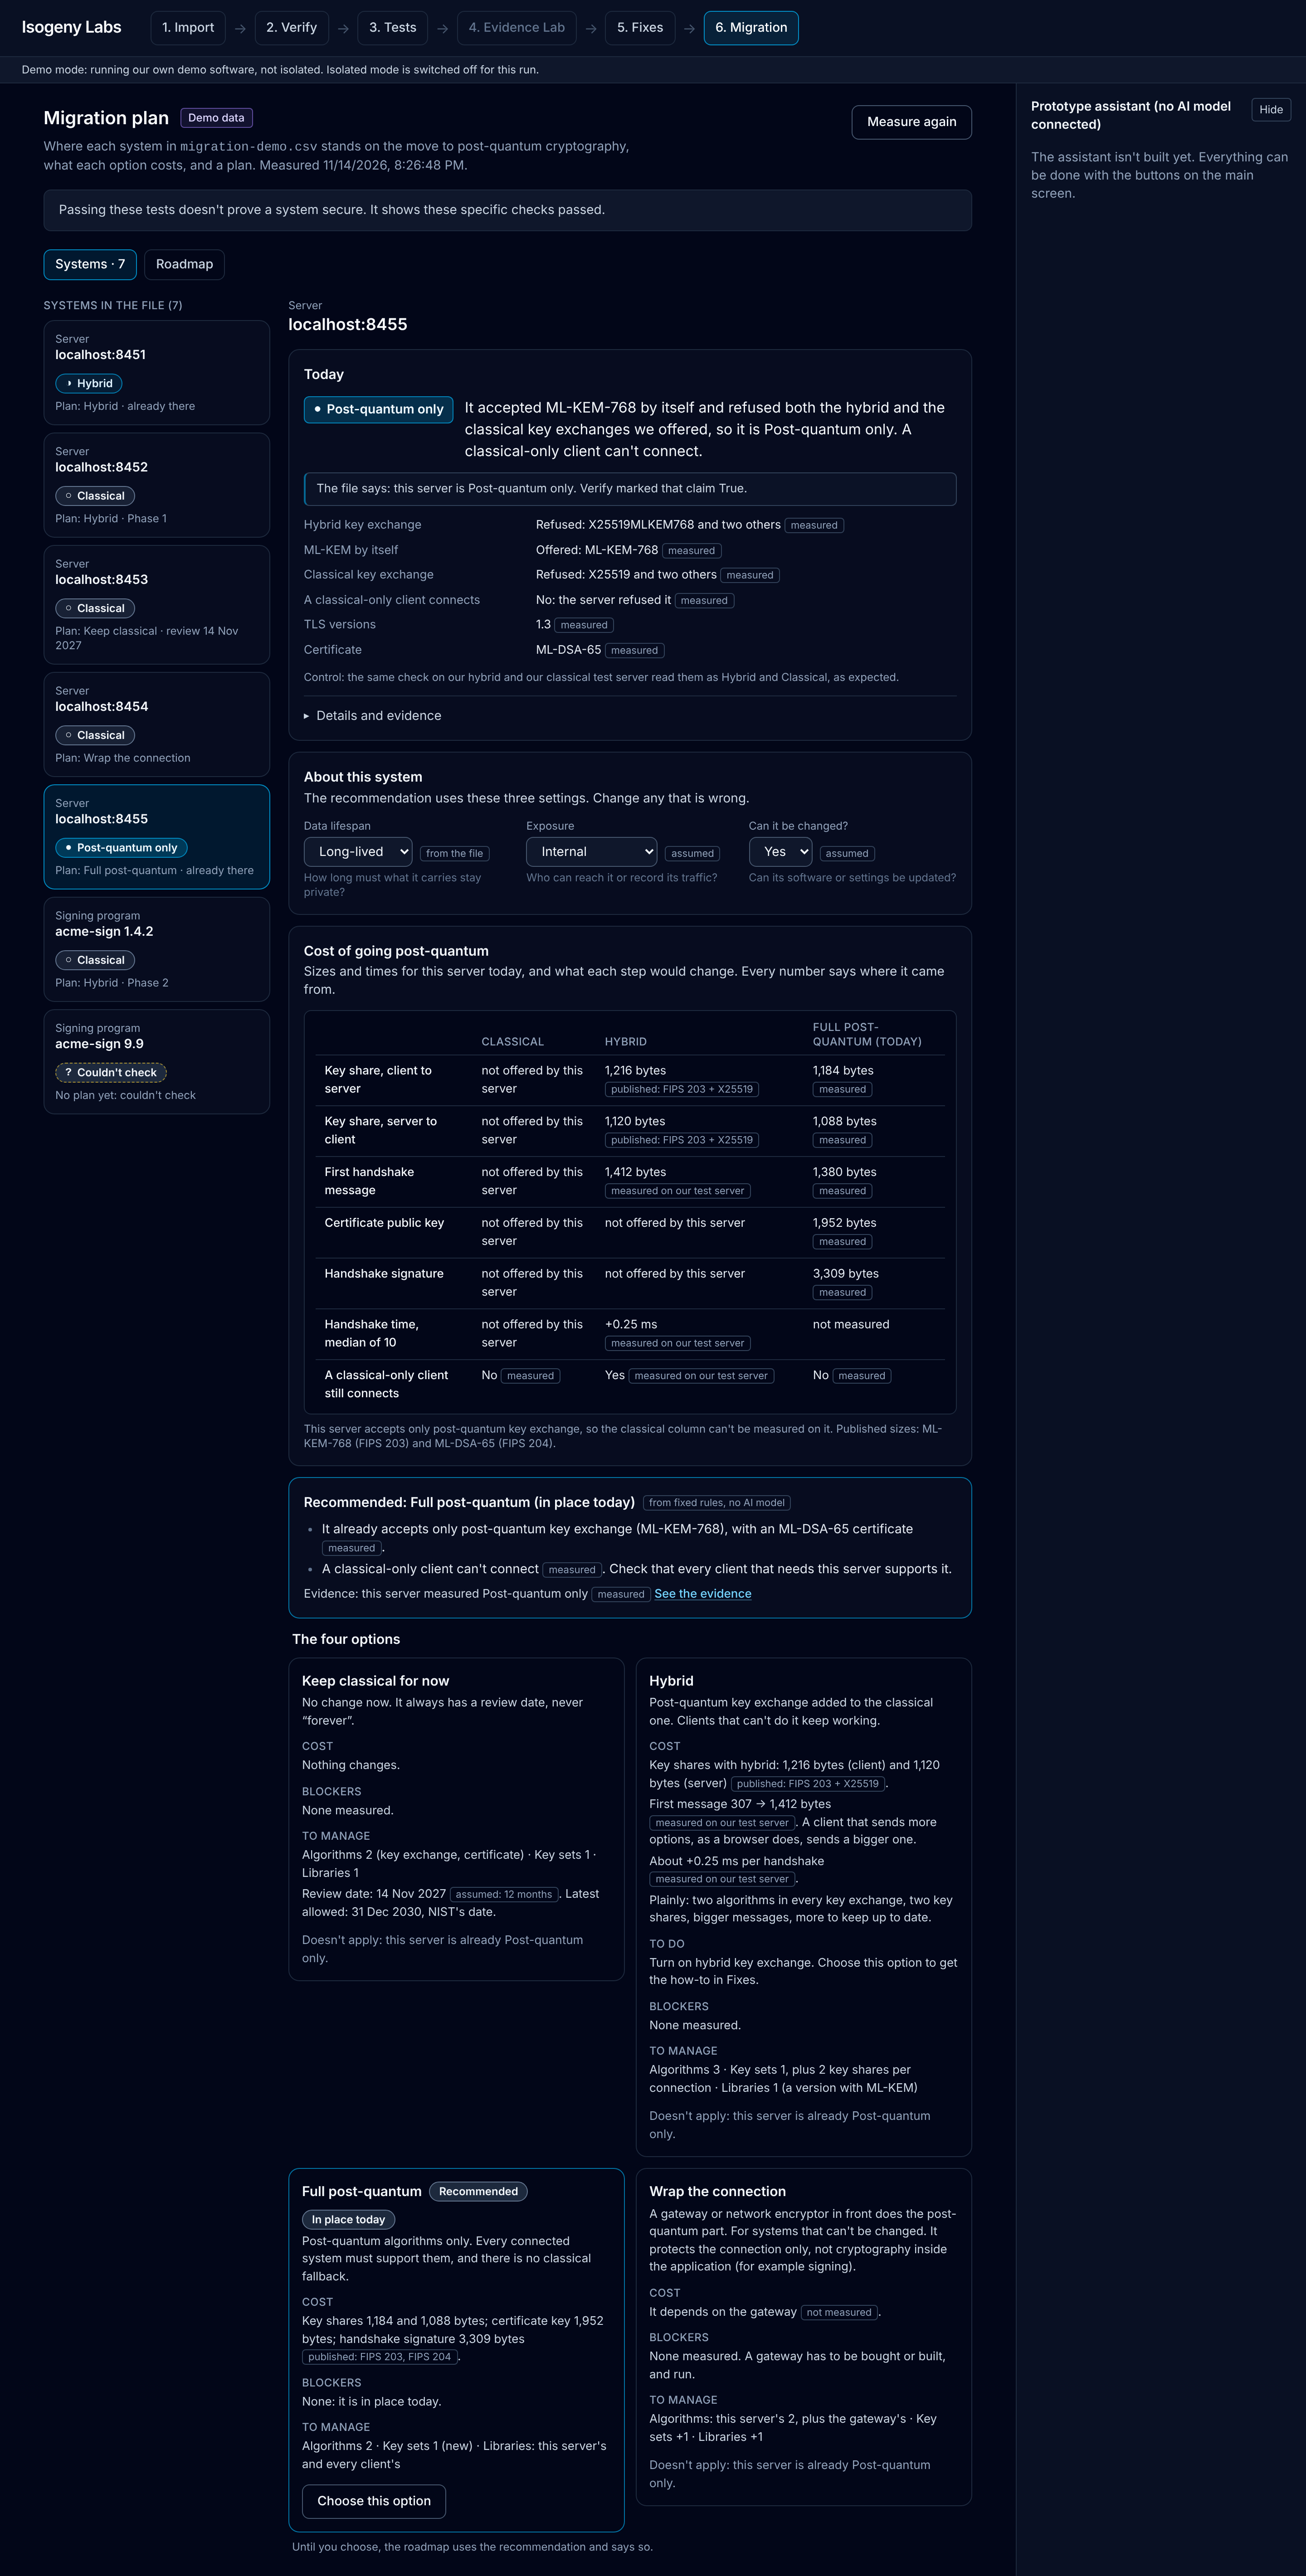 Isogeny Labs
1. Import → 2. Verify → 3. Tests → 4. Evidence Lab → 5. Fixes → 6. Migration
Demo mode: running our own demo software, not isolated. Isolated mode is switched off for this run.
Migration plan Demo data
Measure again
Where each system in migration-demo.csv stands on the move to post-quantum cryptography,
what each option costs, and a plan. Measured 11/14/2026, 8:26:48 PM.
Passing these tests doesn't prove a system secure. It shows these specific checks passed.
Systems · 7 Roadmap
SYSTEMS IN THE FILE (7)
Server
localhost:8451
Hybrid
Plan: Hybrid · already there
Server
localhost:8452
Classical
Plan: Hybrid · Phase 1
Server
localhost:8453
Classical
Plan: Keep classical · review 14 Nov
2027
Server
localhost:8454
Classical
Plan: Wrap the connection
Server
localhost:8455
Post-quantum only
Plan: Full post-quantum · already there
Signing program
acme-sign 1.4.2
Classical
Plan: Hybrid · Phase 2
Signing program
acme-sign 9.9
? Couldn't check
No plan yet: couldn't check
Server
localhost:8455
Today
Post-quantum only
It accepted ML-KEM-768 by itself and refused both the hybrid and the
classical key exchanges we offered, so it is Post-quantum only. A
classical-only client can't connect.
The file says: this server is Post-quantum only. Verify marked that claim True.
Hybrid key exchange Refused: X25519MLKEM768 and two others measured
ML-KEM by itself Offered: ML-KEM-768 measured
Classical key exchange Refused: X25519 and two others measured
A classical-only client connects No: the server refused it measured
TLS versions 1.3 measured
Certificate ML-DSA-65 measured
Control: the same check on our hybrid and our classical test server read them as Hybrid and Classical, as expected.
▸ Details and evidence
About this system
The recommendation uses these three settings. Change any that is wrong.
Data lifespan
Long-lived from the file
How long must what it carries stay
private?
Exposure
Internal assumed
Who can reach it or record its traffic?
Can it be changed?
Yes assumed
Can its software or settings be updated?
Cost of going post-quantum
Sizes and times for this server today, and what each step would change. Every number says where it came
from.
CLASSICAL HYBRID FULL POST-
QUANTUM (TODAY)
Key share, client to not offered by this 1,216 bytes 1,184 bytes
server server published: FIPS 203 + X25519 measured
Key share, server to not offered by this 1,120 bytes 1,088 bytes
client server published: FIPS 203 + X25519 measured
First handshake not offered by this 1,412 bytes 1,380 bytes
message server measured on our test server measured
Certificate public key not offered by this not offered by this server 1,952 bytes
server measured
Handshake signature not offered by this not offered by this server 3,309 bytes
server measured
Handshake time, not offered by this +0.25 ms not measured
median of 10 server measured on our test server
A classical-only client No measured Yes measured on our test server No measured
still connects
This server accepts only post-quantum key exchange, so the classical column can't be measured on it. Published sizes: ML-
KEM-768 (FIPS 203) and ML-DSA-65 (FIPS 204).
Recommended: Full post-quantum (in place today) from fixed rules, no AI model
• It already accepts only post-quantum key exchange (ML-KEM-768), with an ML-DSA-65 certificate
measured.
• A classical-only client can't connect measured. Check that every client that needs this server supports it.
Evidence: this server measured Post-quantum only measured See the evidence
The four options
Keep classical for now
No change now. It always has a review date, never
“forever”.
COST
Nothing changes.
BLOCKERS
None measured.
TO MANAGE
Algorithms 2 (key exchange, certificate) · Key sets 1 ·
Libraries 1
Review date: 14 Nov 2027 assumed: 12 months. Latest
allowed: 31 Dec 2030, NIST's date.
Doesn't apply: this server is already Post-quantum
only.
Hybrid
Post-quantum key exchange added to the classical
one. Clients that can't do it keep working.
COST
Key shares with hybrid: 1,216 bytes (client) and 1,120
bytes (server) published: FIPS 203 + X25519.
First message 307 → 1,412 bytes
measured on our test server. A client that sends more
options, as a browser does, sends a bigger one.
About +0.25 ms per handshake
measured on our test server.
Plainly: two algorithms in every key exchange, two key
shares, bigger messages, more to keep up to date.
TO DO
Turn on hybrid key exchange. Choose this option to get
the how-to in Fixes.
BLOCKERS
None measured.
TO MANAGE
Algorithms 3 · Key sets 1, plus 2 key shares per
connection · Libraries 1 (a version with ML-KEM)
Doesn't apply: this server is already Post-quantum
only.
Full post-quantum Recommended
In place today
Post-quantum algorithms only. Every connected
system must support them, and there is no classical
fallback.
COST
Key shares 1,184 and 1,088 bytes; certificate key 1,952
bytes; handshake signature 3,309 bytes
published: FIPS 203, FIPS 204.
BLOCKERS
None: it is in place today.
TO MANAGE
Algorithms 2 · Key sets 1 (new) · Libraries: this server's
and every client's
Choose this option
Wrap the connection
A gateway or network encryptor in front does the post-
quantum part. For systems that can't be changed. It
protects the connection only, not cryptography inside
the application (for example signing).
COST
It depends on the gateway not measured.
BLOCKERS
None measured. A gateway has to be bought or built,
and run.
TO MANAGE
Algorithms: this server's 2, plus the gateway's · Key
sets +1 · Libraries +1
Doesn't apply: this server is already Post-quantum
only.
Until you choose, the roadmap uses the recommendation and says so.
Prototype assistant (no AI model
connected)
Hide
The assistant isn't built yet. Everything can
be done with the buttons on the main
screen.